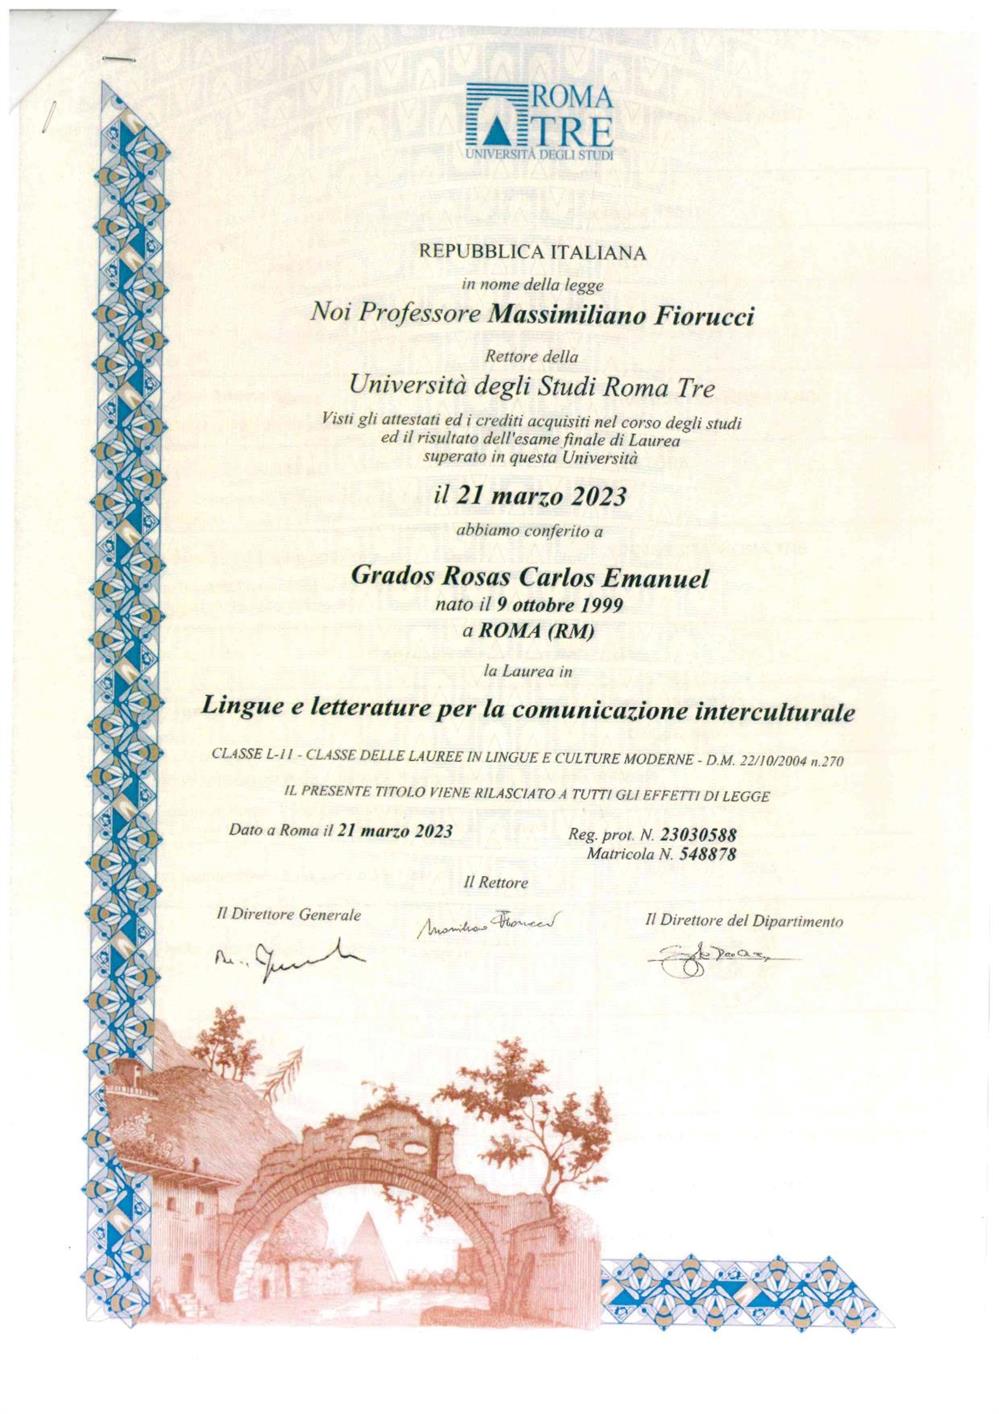 ROMA
TRE
UNIVERSITÀ DEGLI STUDI
REPUBBLICA ITALIANA
in nome della legge
Noi Professore Massimiliano Fiorucci
Rettore della
Università degli Studi Roma Tre
Visti gli attestati ed i crediti acquisiti nel corso degli studi
ed il risultato dell'esame finale di Laurea
superato in questa Università
il 21 marzo 2023
abbiamo conferito a
Grados Rosas Carlos Emanuel
nato il 9 ottobre 1999
a ROMA (RM)
la Laurea in
Lingue e letterature per la comunicazione interculturale
CLASSE L-11 - CLASSE DELLE LAUREE IN LINGUE E CULTURE MODERNE - D.M. 22/10/2004 n.270
IL PRESENTE TITOLO VIENE RILASCIATO A TUTTI GLI EFFETTI DI LEGGE
Dato a Roma il 21 marzo 2023
Reg. prot. N. 23030588
Matricola N. 548878
Il Rettore
Il Direttore Generale
Massimiliano Fiorucci
Il Direttore del Dipartimento